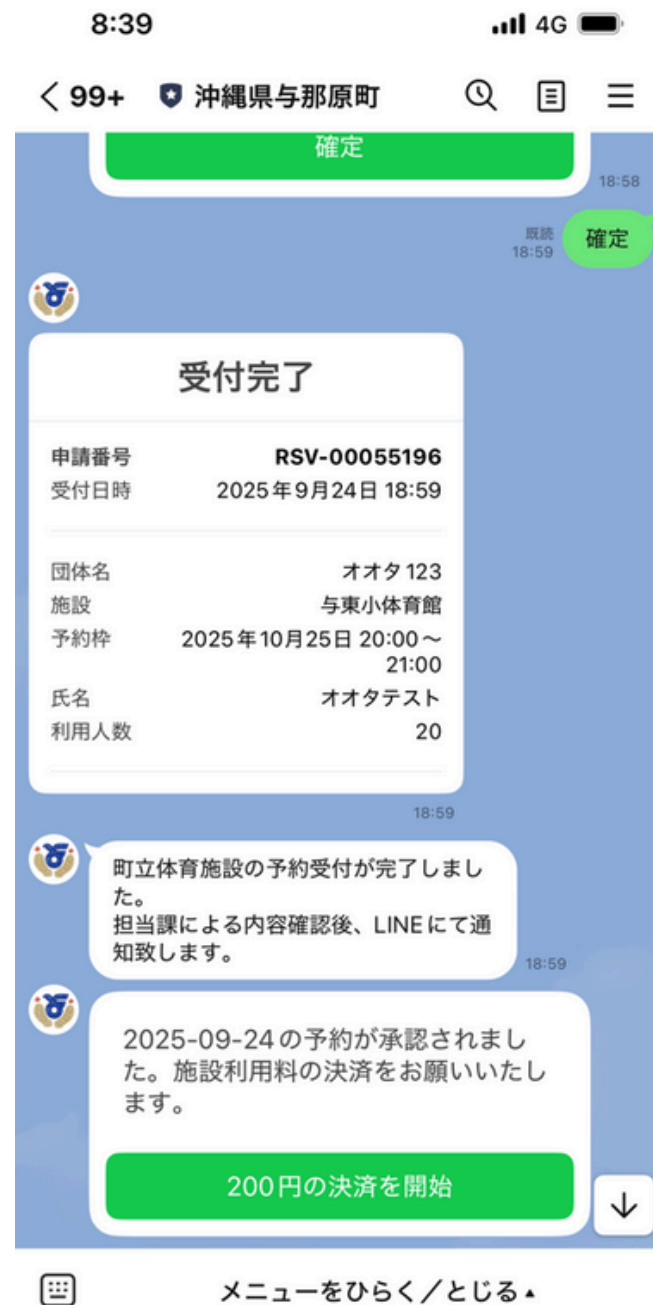 8:39
4G
99+ 沖縄県与那原町
確定
18:58
既読
18:59
確定
受付完了
申請番号 RSV-00055196
受付日時 2025年9月24日 18:59
団体名 オオタ123
施設 与東小体育館
予約枠 2025年10月25日 20:00～
21:00
氏名 オオタテスト
利用人数 20
18:59
町立体育施設の予約受付が完了しまし
た。
担当課による内容確認後、LINEにて通
知致します。
18:59
2025-09-24の予約が承認されまし
た。施設利用料の決済をお願いいたし
ます。
200円の決済を開始
メニューをひらく／とじる▴